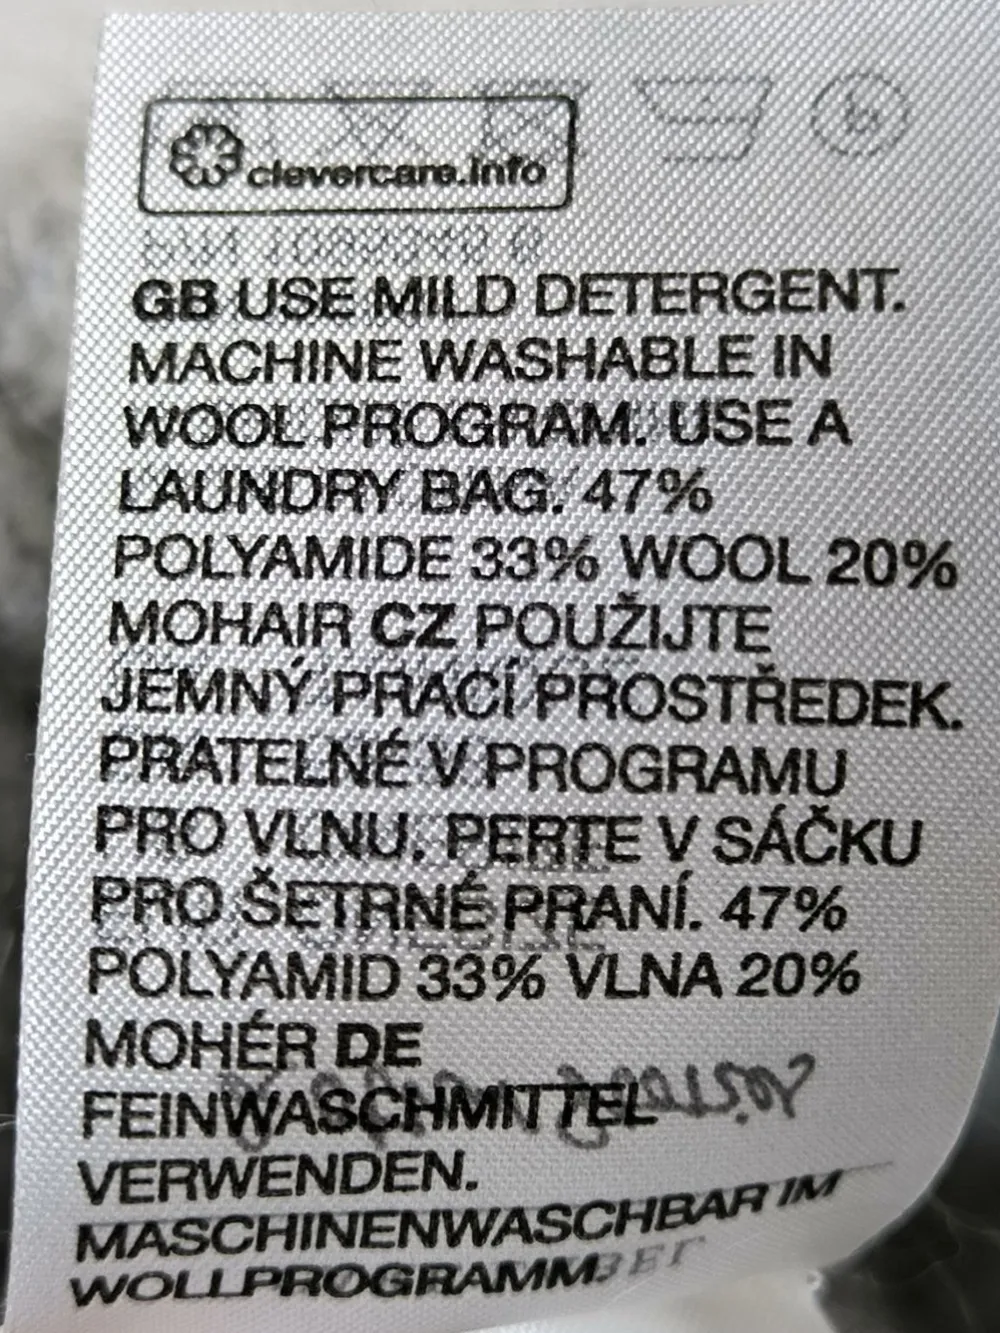 clevercare.info
GB USE MILD DETERGENT.
MACHINE WASHABLE IN
WOOL PROGRAM. USE A
LAUNDRY BAG. 47%
POLYAMIDE 33% WOOL 20%
MOHAIR CZ POUŽIJTE
JEMNÝ PRACÍ PROSTŘEDEK.
PRATELNÉ V PROGRAMU
PRO VLNU. PERTE V SÁČKU
PRO ŠETRNÉ PRANÍ. 47%
POLYAMID 33% VLNA 20%
MOHÉR DE
FEINWASCHMITTEL
VERWENDEN.
MASCHINENWASCHBAR IM
WOLLPROGRAMM.